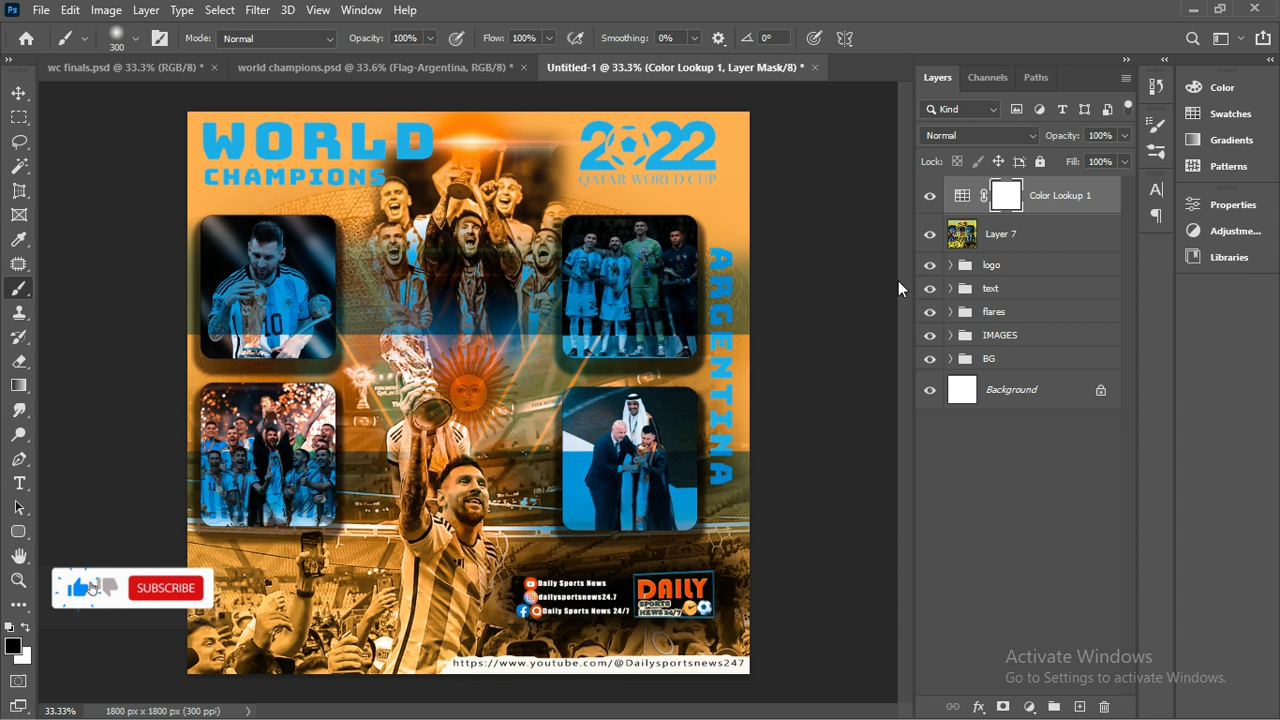 Ps File Edit Image Layer Type Select Filter 3D View Window Help
300 Mode: Normal Opacity: 100% Flow: 100% Smoothing: 0% 0°
wc finals.psd @ 33.3% (RGB/8) * × world champions.psd @ 33.6% (Flag-Argentina, RGB/8) * × Untitled-1 @ 33.3% (Color Lookup 1, Layer Mask/8) * ×
Layers Channels Paths
Kind
Normal Opacity: 100%
Lock: Fill: 100%
Color Lookup 1
Layer 7
logo
text
flares
IMAGES
BG
Background
Color
Swatches
Gradients
Patterns
Properties
Adjustme...
Libraries
WORLD
CHAMPIONS
2022
QATAR WORLD CUP
ARGENTINA
10
SUBSCRIBE
Daily Sports News
dailysportsnews24.7
Daily Sports News 24/7
DAILY
SPORTS
NEWS 24/7
https://www.youtube.com/@Dailysportsnews247
Activate Windows
Go to Settings to activate Windows.
33.33% 1800 px x 1800 px (300 ppi)